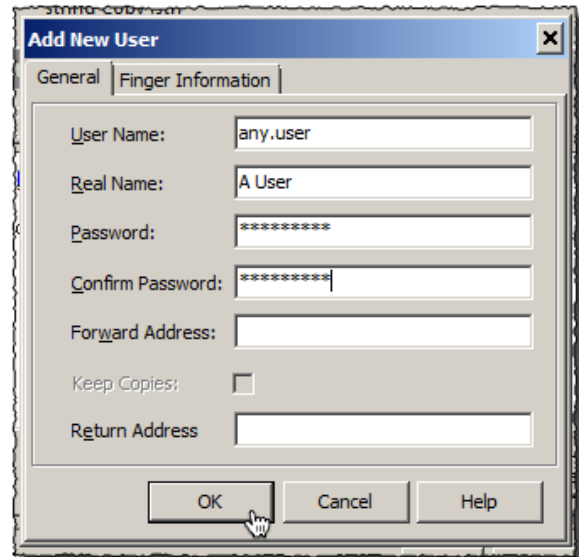 Add New User
General Finger Information
User Name: any.user
Real Name: A User
Password: *********
Confirm Password: *********
Forward Address:
Keep Copies:
Return Address
OK Cancel Help